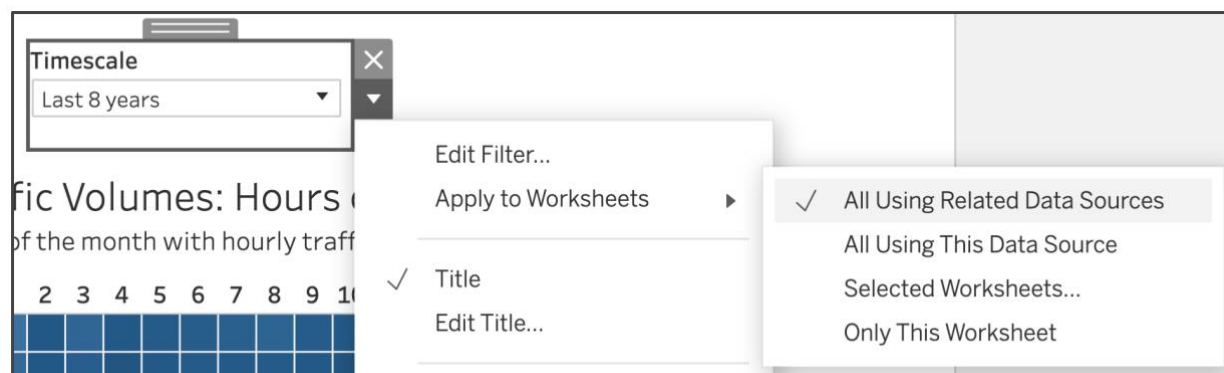 Timescale
Last 8 years
Edit Filter...
Apply to Worksheets
All Using Related Data Sources
All Using This Data Source
Selected Worksheets...
Only This Worksheet
Title
Edit Title...
fic Volumes: Hours
of the month with hourly traff
2 3 4 5 6 7 8 9